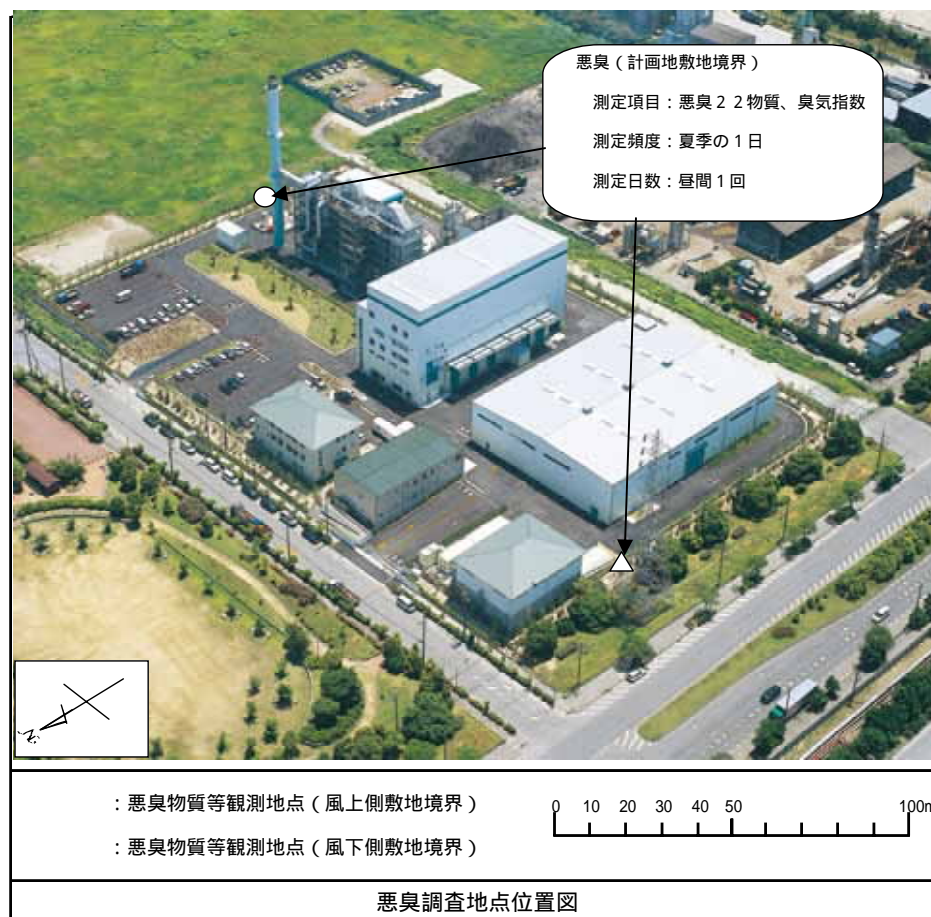 悪臭（計画地敷地境界）
測定項目：悪臭２２物質、臭気指数
測定頻度：夏季の１日
測定日数：昼間１回
N
：悪臭物質等観測地点（風上側敷地境界）
0 10 20 30 40 50 100m
：悪臭物質等観測地点（風下側敷地境界）
悪臭調査地点位置図